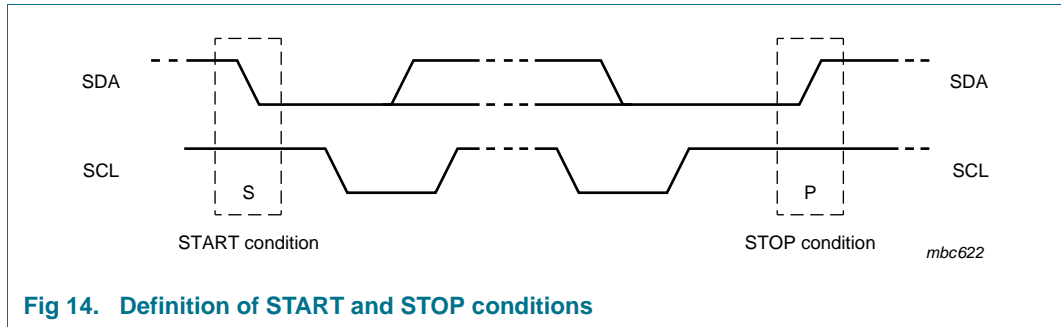 SDA SDA
SCL SCL
S P
START condition STOP condition
mbc622
Fig 14. Definition of START and STOP conditions